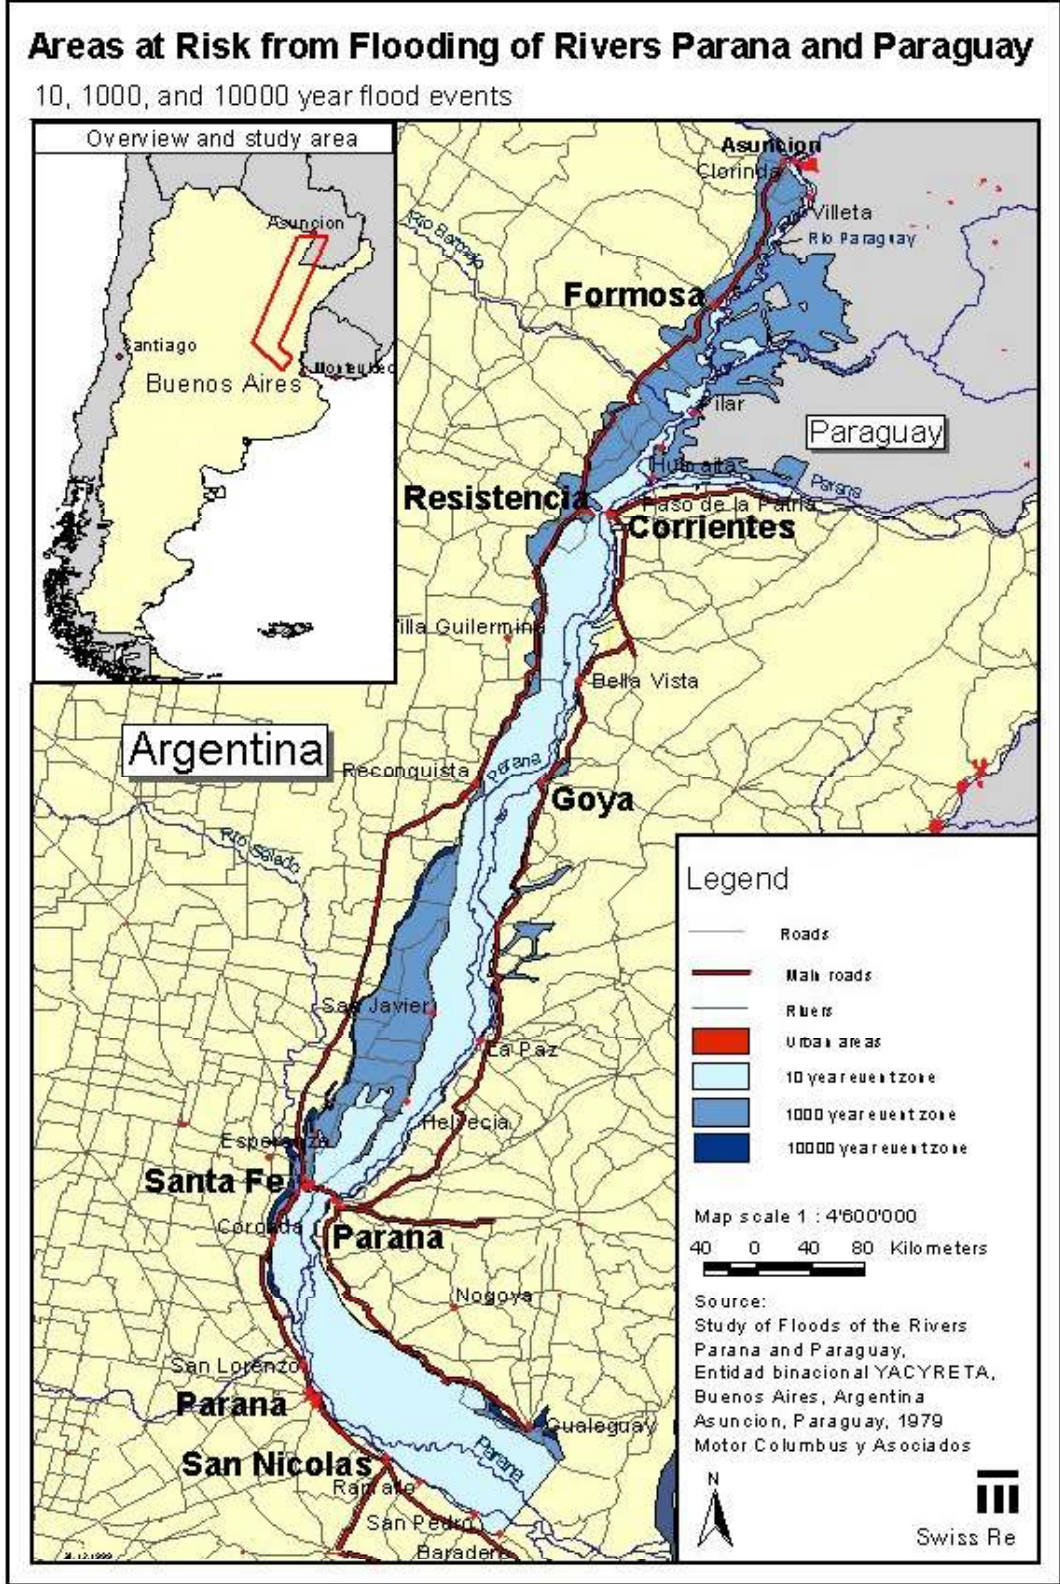 Areas at Risk from Flooding of Rivers Parana and Paraguay
10, 1000, and 10000 year flood events
Overview and study area
Asuncion
Santiago
Buenos Aires
Montevideo
Asuncion
Clorinda
Villeta
Rio Paraguay
Rio Bermejo
Formosa
Pilar
Paraguay
Humaita
Parana
Resistencia
Paso de la Patria
Corrientes
Villa Guilermina
Bella Vista
Argentina
Parana
Reconquista
Goya
Rio Salado
San Javier
La Paz
Helvecia
Esperanza
Santa Fe
Coronda
Parana
Nogoya
San Lorenzo
Parana
Gualeguay
Parana
San Nicolas
Ramallo
San Pedro
Baradero
Legend
Roads
Main roads
Rivers
Urban areas
10 year event zone
1000 year event zone
10000 year event zone
Map scale 1 : 4'600'000
40 0 40 80 Kilometers
Source:
Study of Floods of the Rivers
Parana and Paraguay,
Entidad binacional YACYRETA,
Buenos Aires, Argentina
Asuncion, Paraguay, 1979
Motor Columbus y Asociados
N
Swiss Re